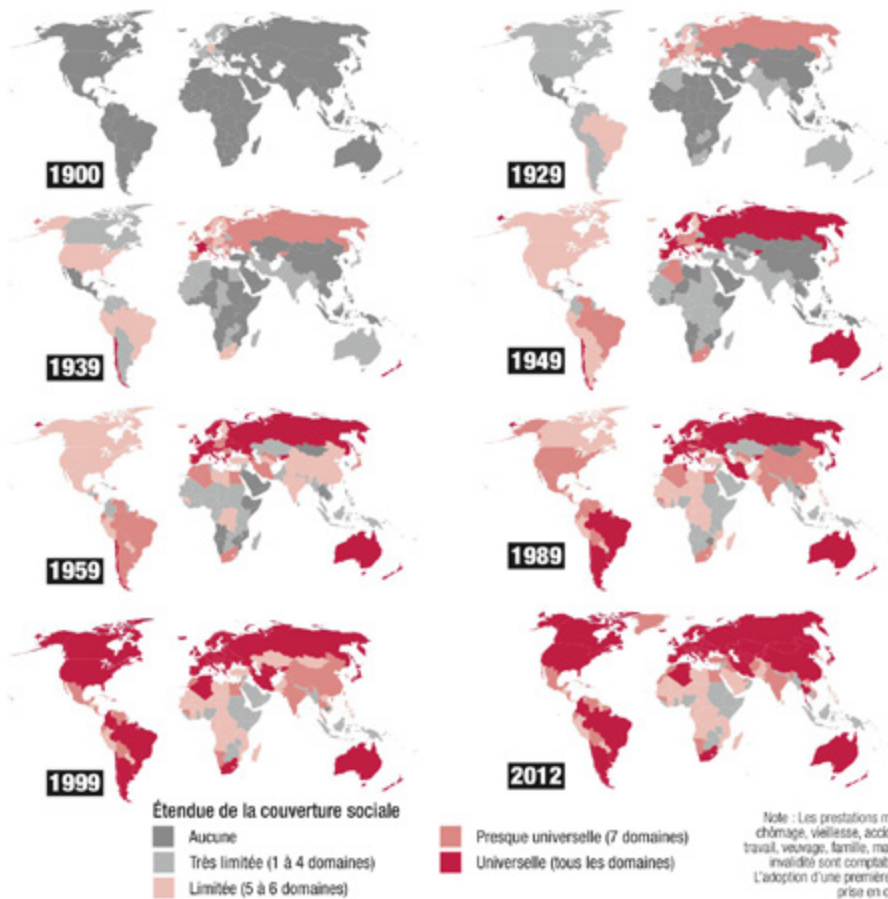 1900
1929
1939
1949
1959
1989
1999
2012
Étendue de la couverture sociale
Aucune
Très limitée (1 à 4 domaines)
Limitée (5 à 6 domaines)
Presque universelle (7 domaines)
Universelle (tous les domaines)
Note : Les prestations
chômage, vieillesse,
travail, veuvage, famille,
invalidité sont
L'adoption d'une première
prise en